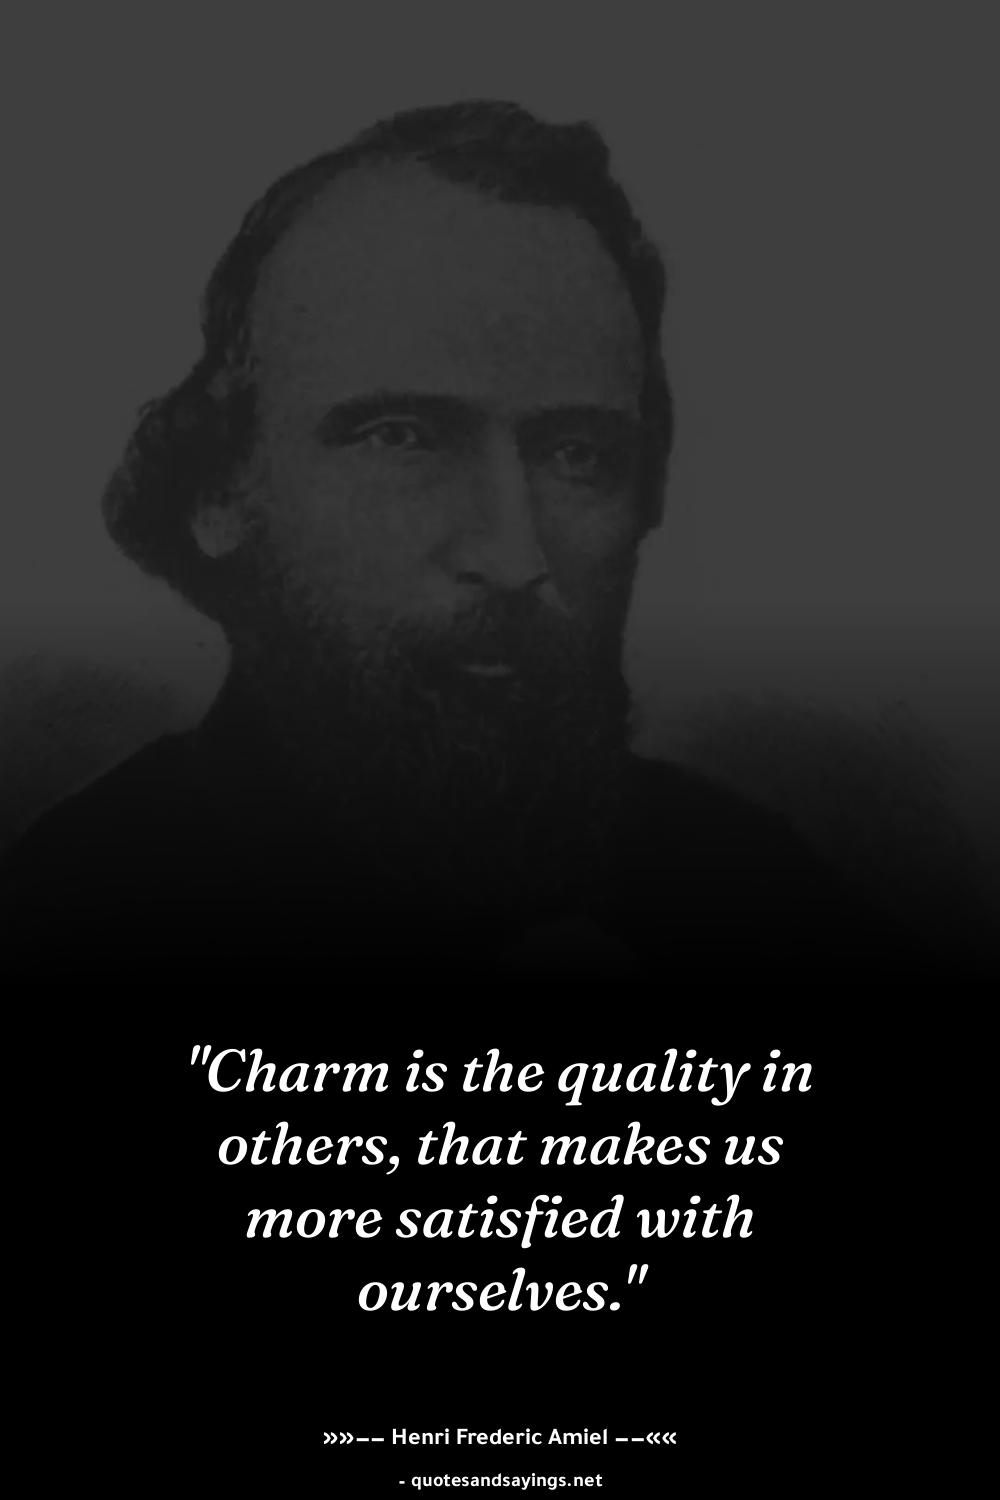 "Charm is the quality in
others, that makes us
more satisfied with
ourselves."
»»−− Henri Frederic Amiel −−««
- quotesandsayings.net